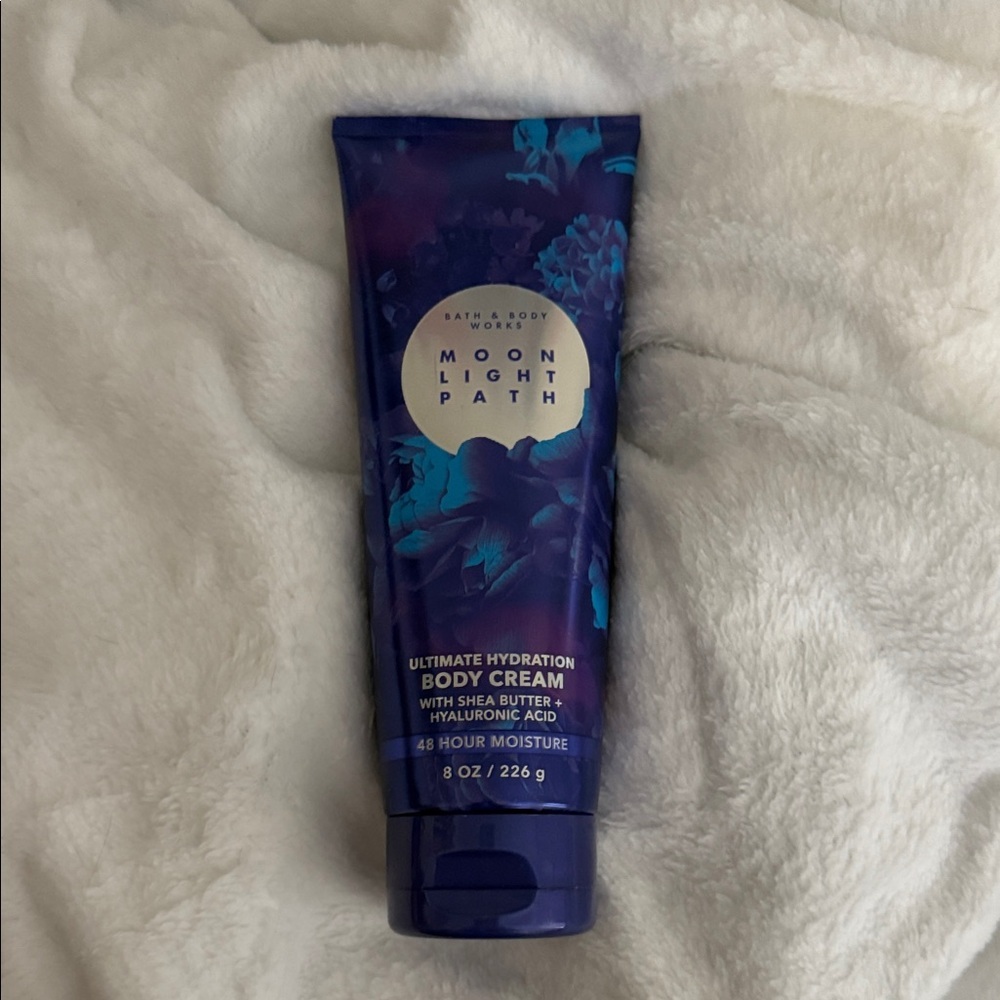 BATH & BODY
WORKS
MOON
LIGHT
PATH
ULTIMATE HYDRATION
BODY CREAM
WITH SHEA BUTTER +
HYALURONIC ACID
48 HOUR MOISTURE
8 OZ / 226 g